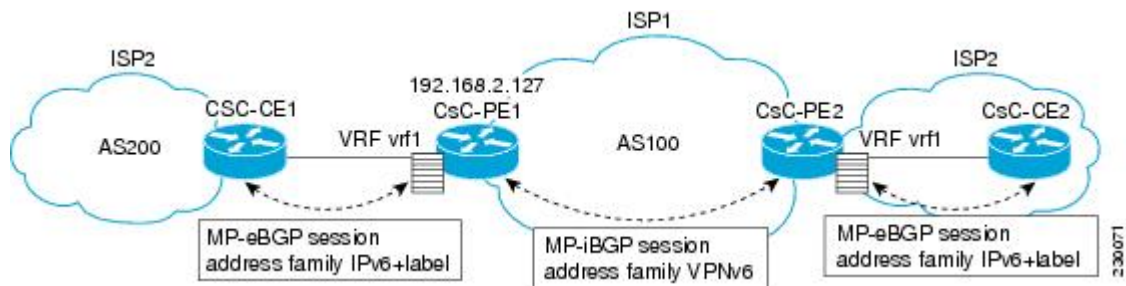 ISP1
ISP2
ISP2
192.168.2.127
CSC-CE1
CsC-PE1
CsC-PE2
CsC-CE2
AS200
VRF vrf1
AS100
VRF vrf1
MP-eBGP session
address family IPv6+label
MP-iBGP session
address family VPNv6
MP-eBGP session
address family IPv6+label
230071